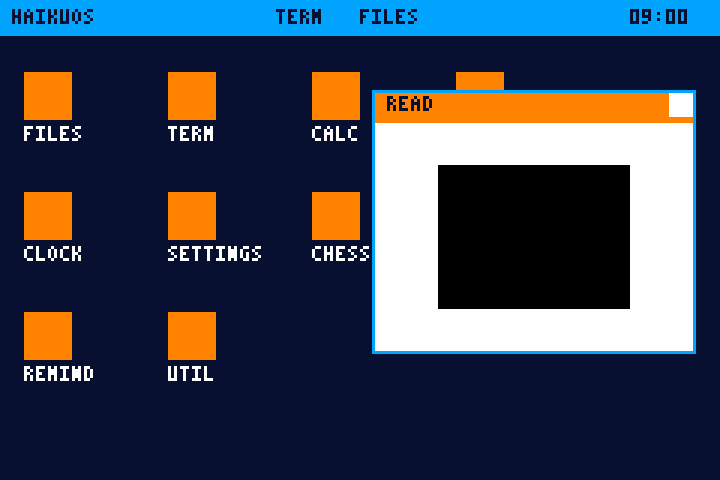 HAIKUOS TERM FILES 09:00
READ
FILES TERM CALC
CLOCK SETTINGS CHESS
REMIND UTIL